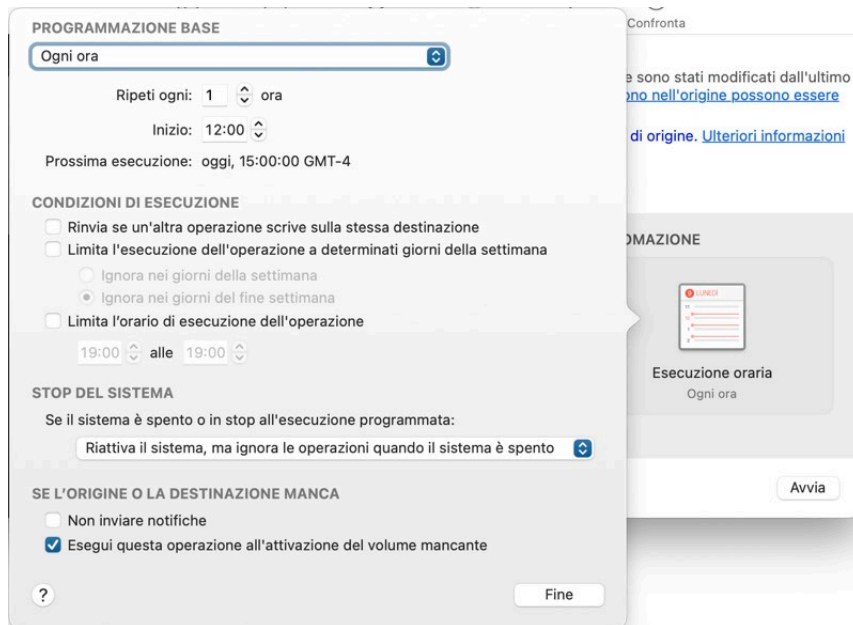 Confronta
PROGRAMMAZIONE BASE
Ogni ora
Ripeti ogni: 1 ora
Inizio: 12:00
Prossima esecuzione: oggi, 15:00:00 GMT-4
CONDIZIONI DI ESECUZIONE
Rinvia se un'altra operazione scrive sulla stessa destinazione
Limita l'esecuzione dell'operazione a determinati giorni della settimana
Ignora nei giorni della settimana
Ignora nei giorni del fine settimana
Limita l'orario di esecuzione dell'operazione
19:00 alle 19:00
STOP DEL SISTEMA
Se il sistema è spento o in stop all'esecuzione programmata:
Riattiva il sistema, ma ignora le operazioni quando il sistema è spento
SE L'ORIGINE O LA DESTINAZIONE MANCA
Non inviare notifiche
Esegui questa operazione all'attivazione del volume mancante
? Fine
e sono stati modificati dall'ultimo
ono nell'origine possono essere
di origine. Ulteriori informazioni
OMAZIONE
LUNEDÌ
Esecuzione oraria
Ogni ora
Avvia